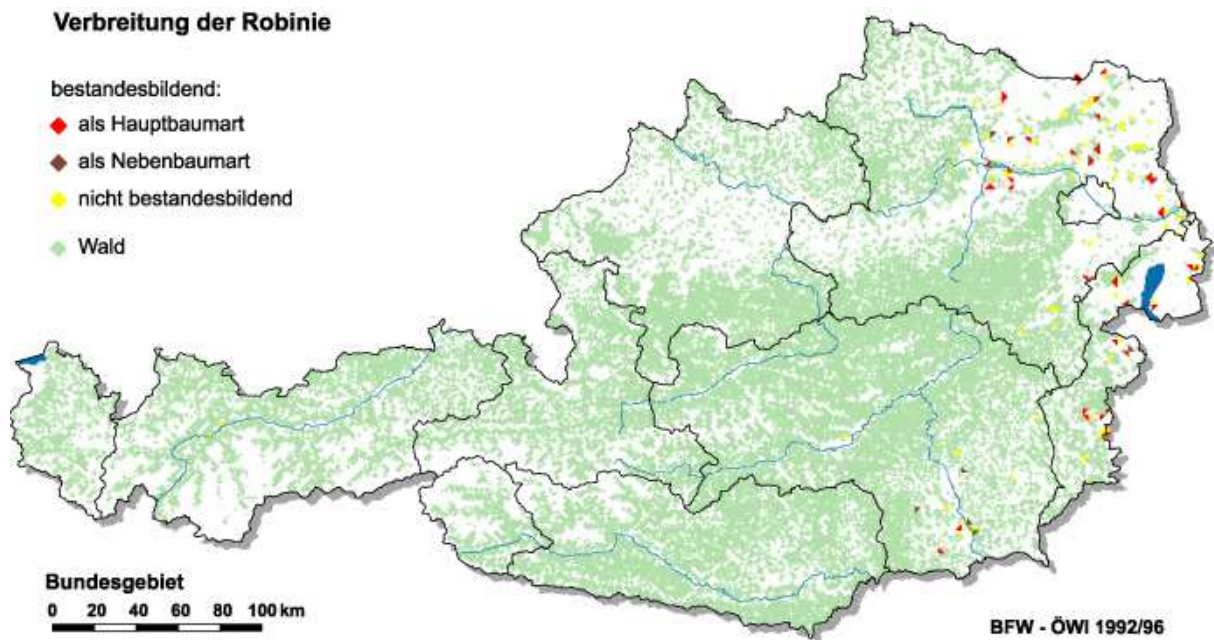 Verbreitung der Robinie
bestandesbildend:
als Hauptbaumart
als Nebenbaumart
nicht bestandesbildend
Wald
Bundesgebiet
0 20 40 60 80 100 km
BFW - ÖWI 1992/96